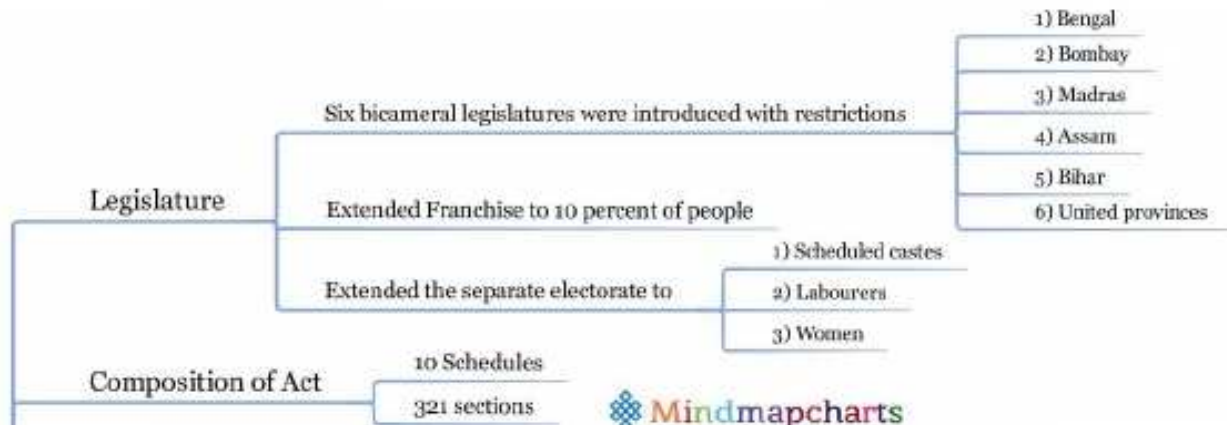 Legislature
Six bicameral legislatures were introduced with restrictions
1) Bengal
2) Bombay
3) Madras
4) Assam
5) Bihar
6) United provinces
Extended Franchise to 10 percent of people
Extended the separate electorate to
1) Scheduled castes
2) Labourers
3) Women
Composition of Act
10 Schedules
321 sections
Mindmapcharts